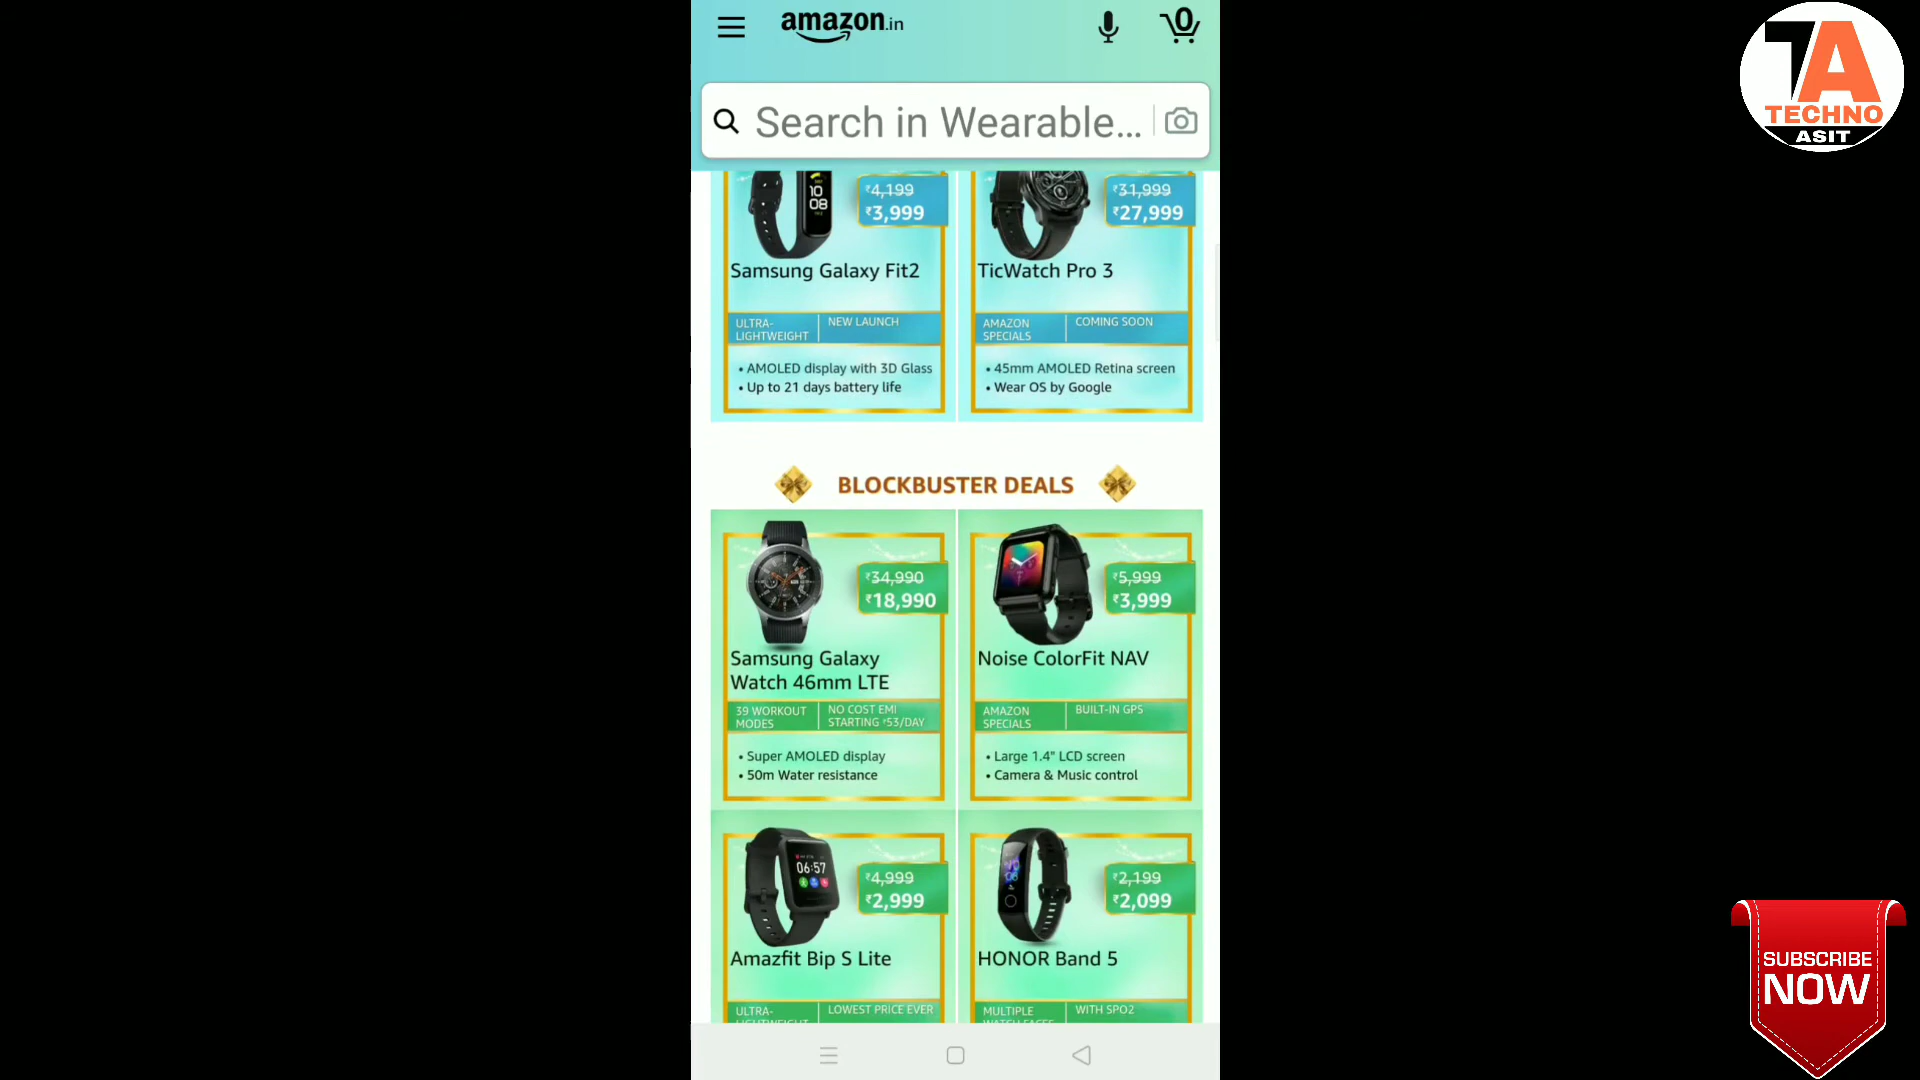 amazon.in
0
Search in Wearable...
₹4,199
₹3,999
Samsung Galaxy Fit2
ULTRA-
LIGHTWEIGHT
NEW LAUNCH
• AMOLED display with 3D Glass
• Up to 21 days battery life
₹31,999
₹27,999
TicWatch Pro 3
AMAZON
SPECIALS
COMING SOON
• 45mm AMOLED Retina screen
• Wear OS by Google
BLOCKBUSTER DEALS
₹34,990
₹18,990
Samsung Galaxy
Watch 46mm LTE
39 WORKOUT
MODES
NO COST EMI
STARTING ₹53/DAY
• Super AMOLED display
• 50m Water resistance
₹5,999
₹3,999
Noise ColorFit NAV
AMAZON
SPECIALS
BUILT-IN GPS
• Large 1.4" LCD screen
• Camera & Music control
06:57
₹4,999
₹2,999
Amazfit Bip S Lite
ULTRA-
LIGHTWEIGHT
LOWEST PRICE EVER
₹2,199
₹2,099
HONOR Band 5
MULTIPLE
WATCH FACES
WITH SPO2
10
08
TA
TECHNO
ASIT
SUBSCRIBE
NOW